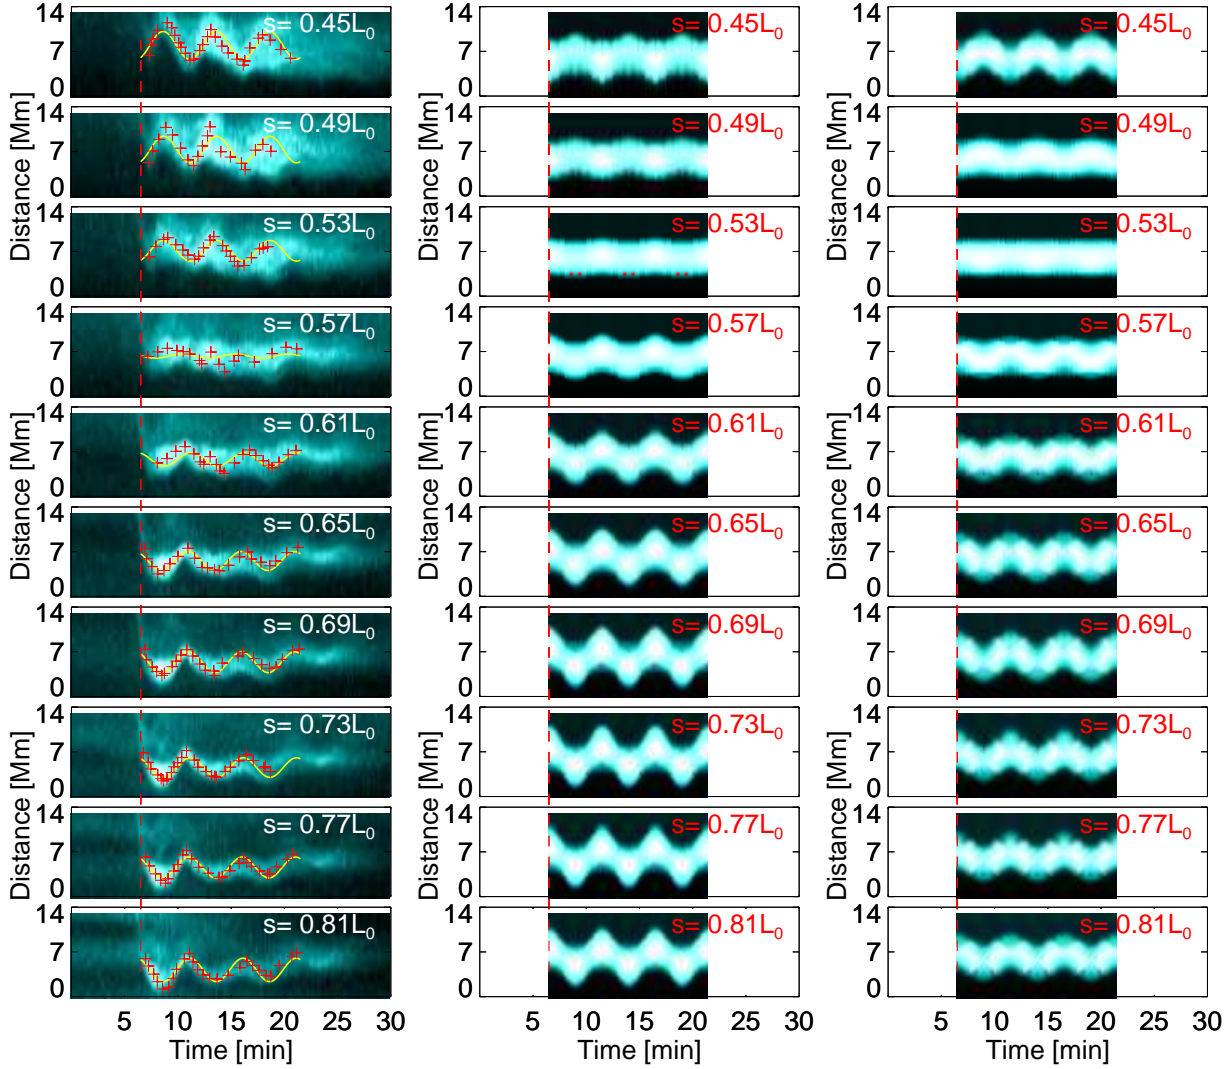 14 s= 0.45L0 14 s= 0.45L0 14 s= 0.45L0
7 7 7
0 0 0
14 s= 0.49L0 14 s= 0.49L0 14 s= 0.49L0
7 7 7
0 0 0
Distance [Mm] Distance [Mm] Distance [Mm]
14 s= 0.53L0 14 s= 0.53L0 14 s= 0.53L0
7 7 7
0 0 0
14 s= 0.57L0 14 s= 0.57L0 14 s= 0.57L0
7 7 7
0 0 0
14 s= 0.61L0 14 s= 0.61L0 14 s= 0.61L0
7 7 7
0 0 0
Distance [Mm] Distance [Mm] Distance [Mm]
14 s= 0.65L0 14 s= 0.65L0 14 s= 0.65L0
7 7 7
0 0 0
14 s= 0.69L0 14 s= 0.69L0 14 s= 0.69L0
7 7 7
0 0 0
Distance [Mm] Distance [Mm] Distance [Mm]
14 s= 0.73L0 14 s= 0.73L0 14 s= 0.73L0
7 7 7
0 0 0
14 s= 0.77L0 14 s= 0.77L0 14 s= 0.77L0
7 7 7
0 0 0
Distance [Mm] Distance [Mm] Distance [Mm]
14 s= 0.81L0 14 s= 0.81L0 14 s= 0.81L0
7 7 7
0 0 0
5 10 15 20 25 30 5 10 15 20 25 30 5 10 15 20 25 30
Time [min] Time [min] Time [min]